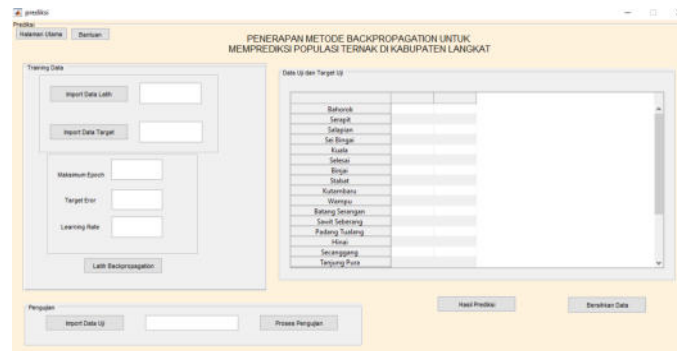 prediksi
Prediksi
Halaman Utama
Bantuan
PENERAPAN METODE BACKPROPAGATION UNTUK
MEMPREDIKSI POPULASI TERNAK DI KABUPATEN LANGKAT
Training Data
Import Data Latih
Import Data Target
Maksimum Epoch
Target Eror
Learning Rate
Latih Backpropagation
Data Uji dan Target Uji
Bahorok
Serapit
Salapian
Sei Bingai
Kuala
Selesai
Binjai
Stabat
Kutambaru
Wampu
Batang Serangan
Sawit Seberang
Padang Tualang
Hinai
Secanggang
Tanjung Pura
Hasil Prediksi
Bersihkan Data
Pengujian
Import Data Uji
Proses Pengujian